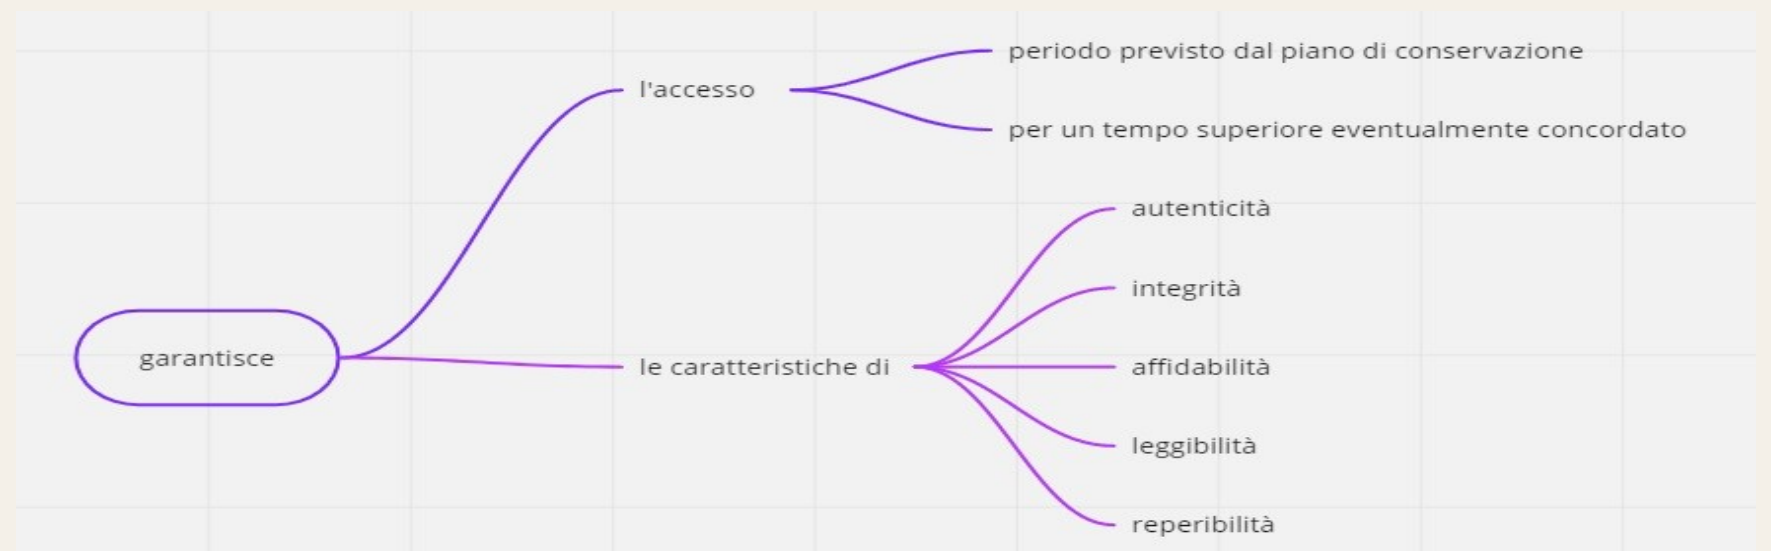 garantisce
l'accesso
periodo previsto dal piano di conservazione
per un tempo superiore eventualmente concordato
le caratteristiche di
autenticità
integrità
affidabilità
leggibilità
reperibilità